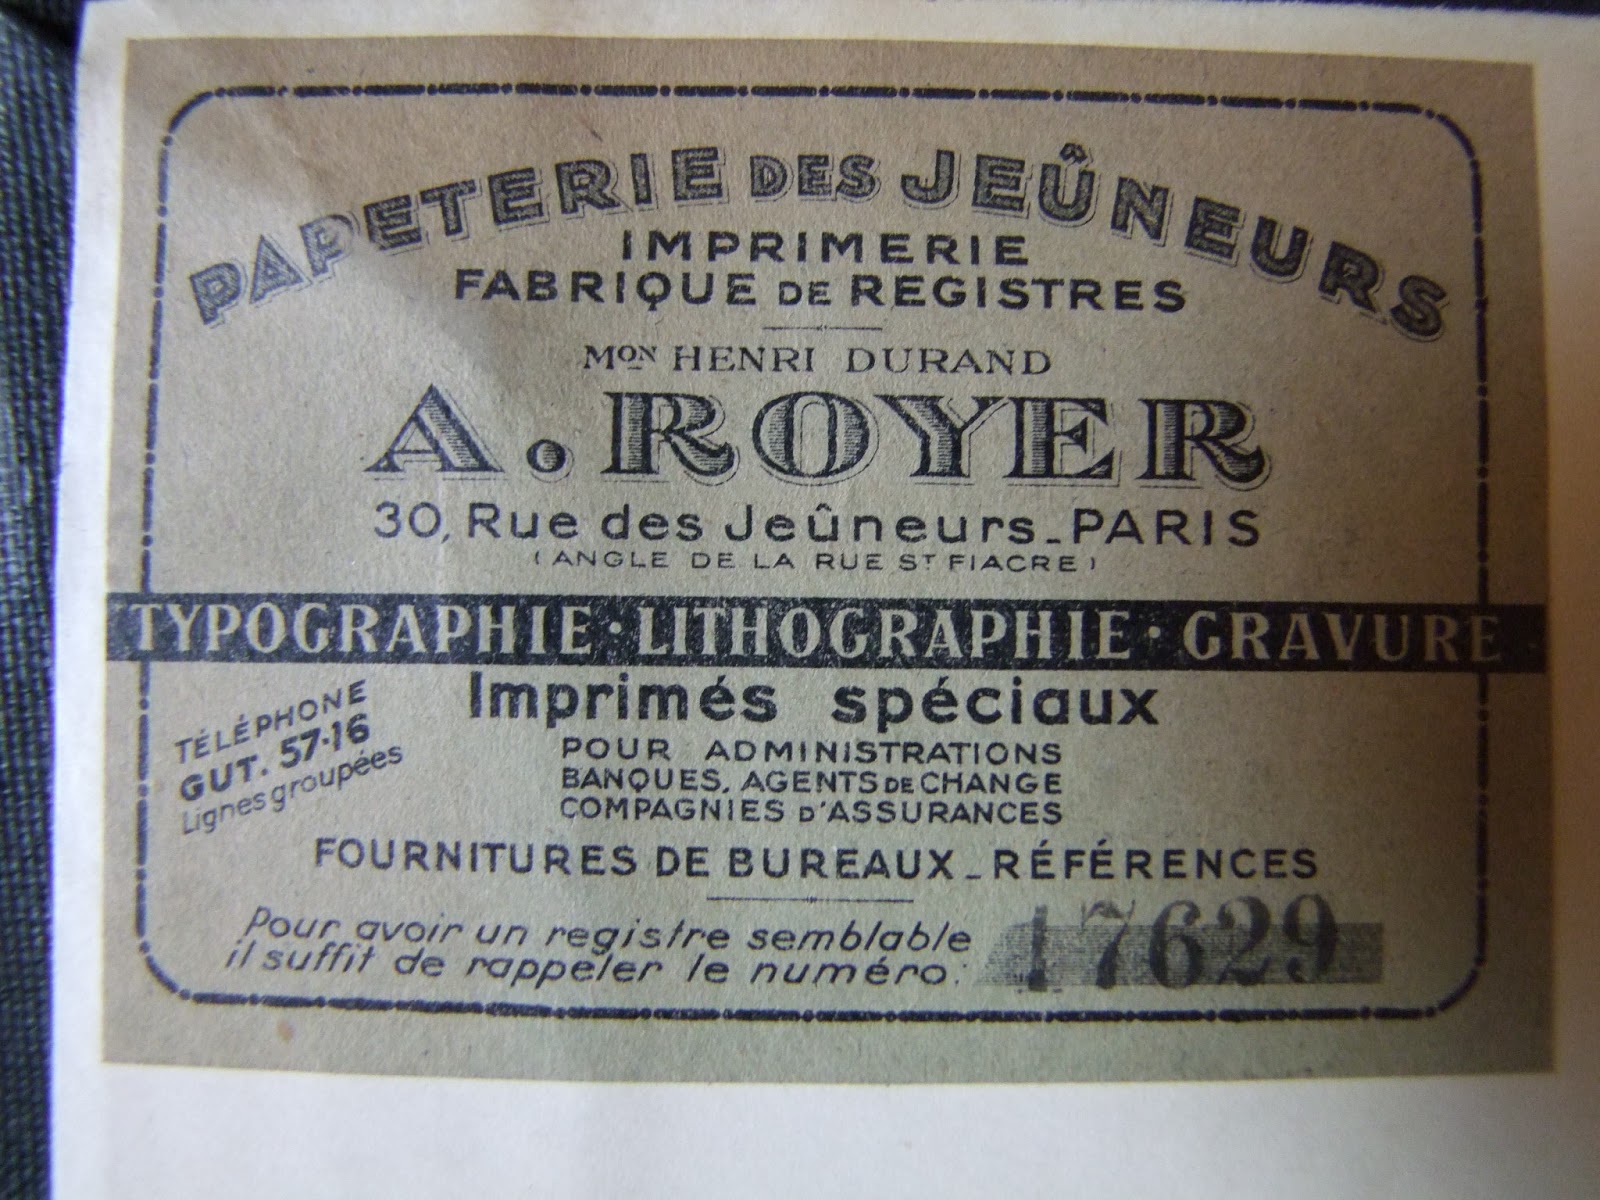 PAPETERIE DES JEÛNEURS
IMPRIMERIE
FABRIQUE DE REGISTRES
MON HENRI DURAND
A. ROYER
30, Rue des Jeûneurs_PARIS
(ANGLE DE LA RUE ST FIACRE)
TYPOGRAPHIE · LITHOGRAPHIE · GRAVURE
TÉLÉPHONE
GUT. 57-16
Lignes groupées
Imprimés spéciaux
POUR ADMINISTRATIONS
BANQUES, AGENTS DE CHANGE
COMPAGNIES D'ASSURANCES
FOURNITURES DE BUREAUX _ RÉFÉRENCES
Pour avoir un registre semblable
il suffit de rappeler le numéro: 17629